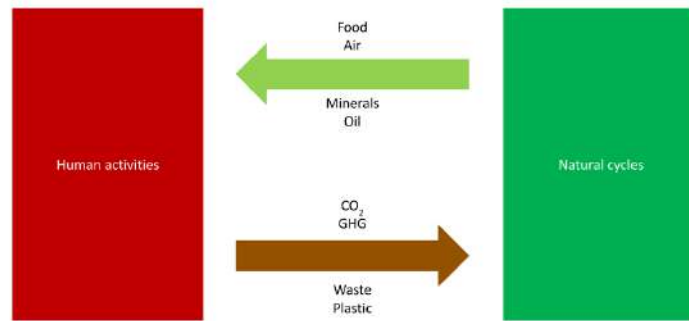 Food
Air
Minerals
Oil
Human activities
Natural cycles
CO₂
GHG
Waste
Plastic